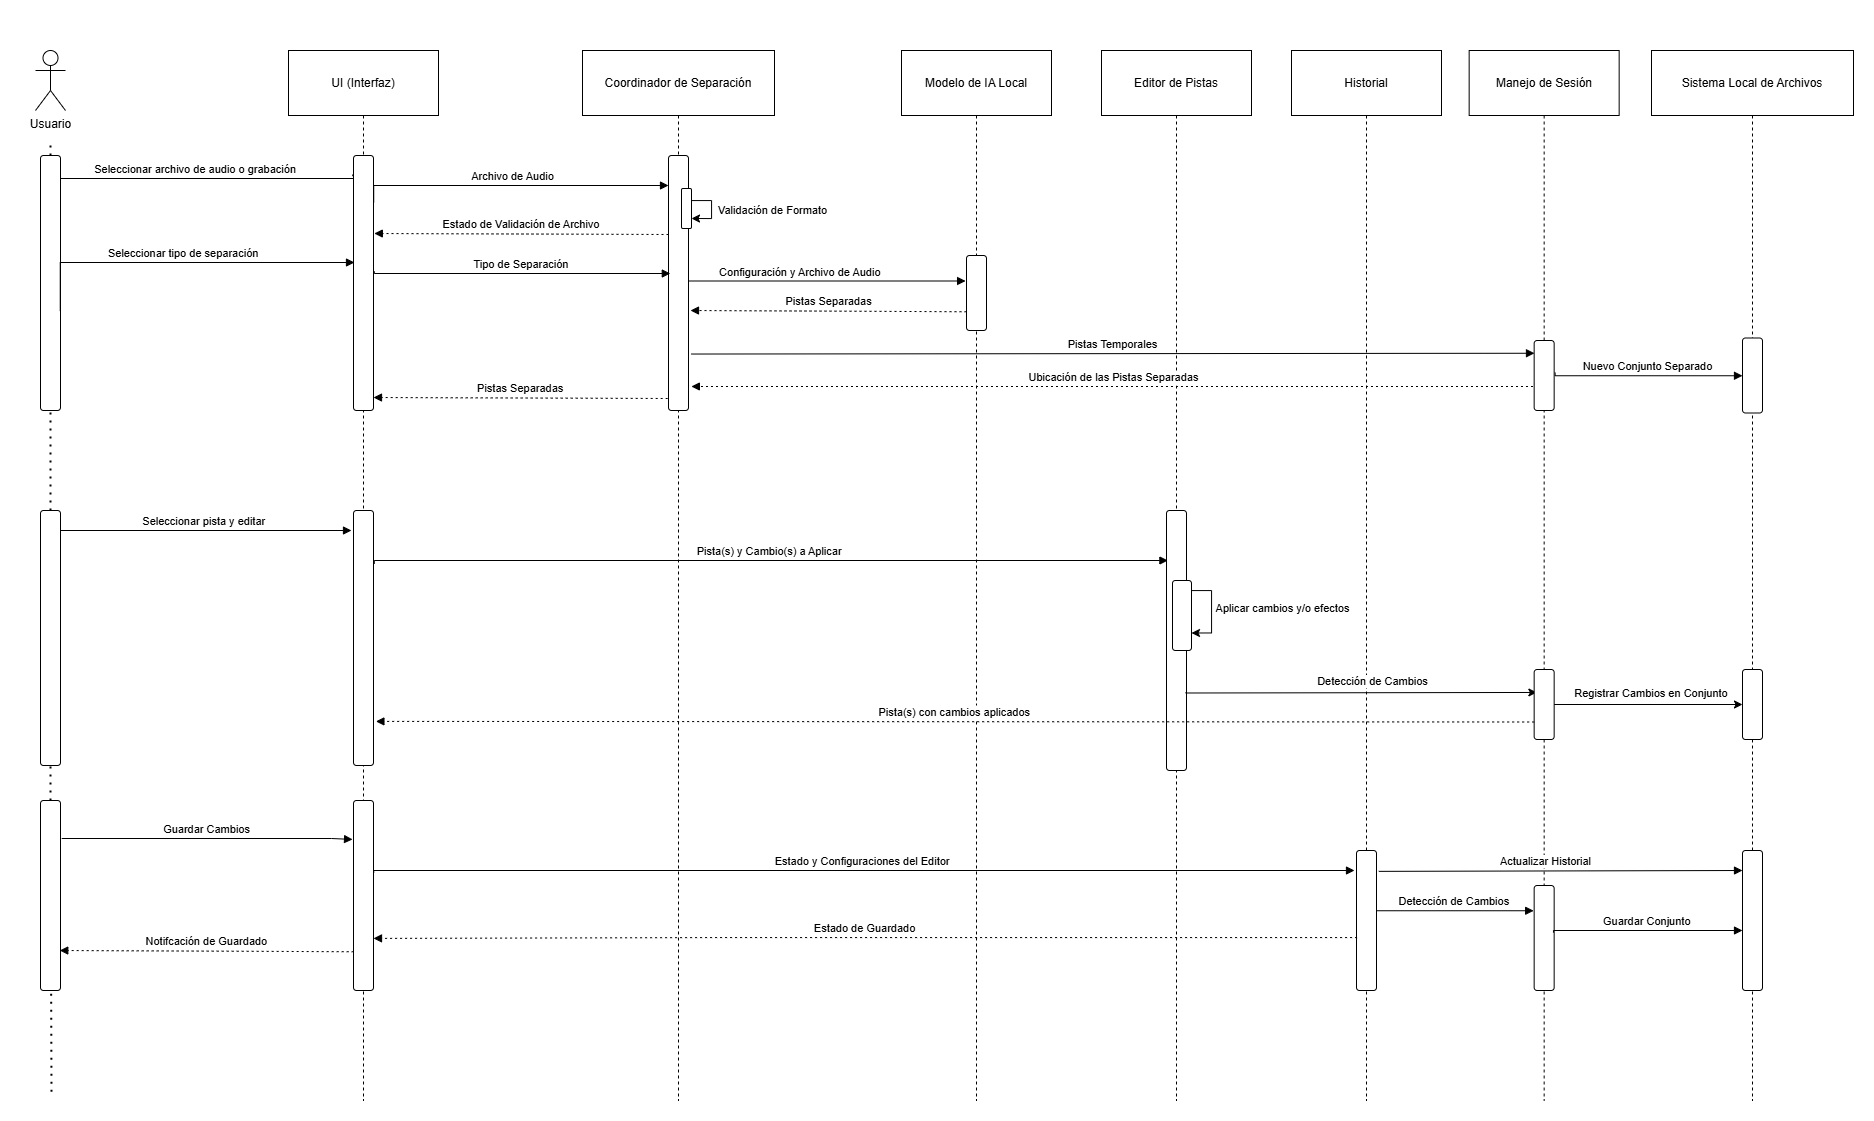 Usuario
UI (Interfaz)
Coordinador de Separación
Modelo de IA Local
Editor de Pistas
Historial
Manejo de Sesión
Sistema Local de Archivos
Seleccionar archivo de audio o grabación
Archivo de Audio
Validación de Formato
Estado de Validación de Archivo
Seleccionar tipo de separación
Tipo de Separación
Configuración y Archivo de Audio
Pistas Separadas
Pistas Temporales
Nuevo Conjunto Separado
Ubicación de las Pistas Separadas
Pistas Separadas
Seleccionar pista y editar
Pista(s) y Cambio(s) a Aplicar
Aplicar cambios y/o efectos
Detección de Cambios
Registrar Cambios en Conjunto
Pista(s) con cambios aplicados
Guardar Cambios
Estado y Configuraciones del Editor
Actualizar Historial
Detección de Cambios
Guardar Conjunto
Estado de Guardado
Notifcación de Guardado